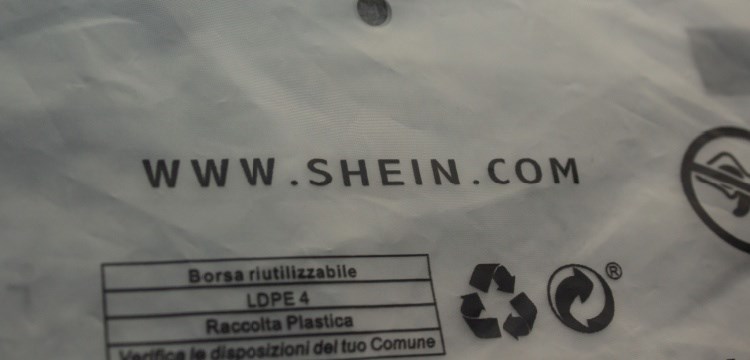 WWW.SHEIN.COM
Borsa riutilizzabile
LDPE 4
Raccolta Plastica
Verifica le disposizioni del tuo Comune
®